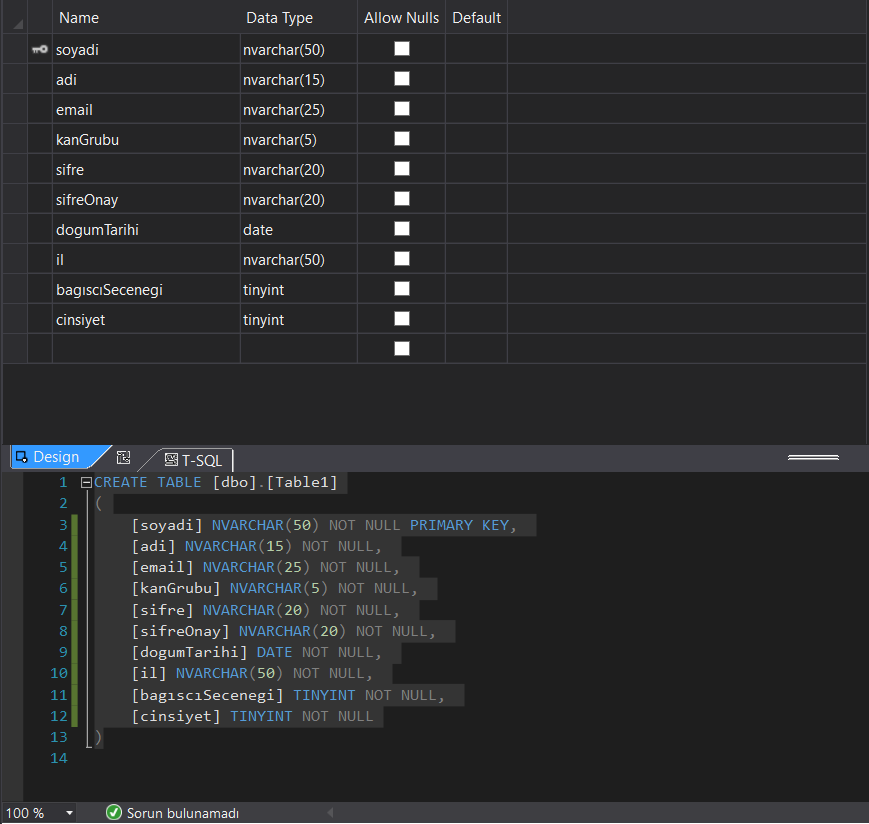 Name Data Type Allow Nulls Default
soyadi nvarchar(50)
adi nvarchar(15)
email nvarchar(25)
kanGrubu nvarchar(5)
sifre nvarchar(20)
sifreOnay nvarchar(20)
dogumTarihi date
il nvarchar(50)
bagıscıSecenegi tinyint
cinsiyet tinyint
Design T-SQL
1 CREATE TABLE [dbo].[Table1]
2 (
3 [soyadi] NVARCHAR(50) NOT NULL PRIMARY KEY,
4 [adi] NVARCHAR(15) NOT NULL,
5 [email] NVARCHAR(25) NOT NULL,
6 [kanGrubu] NVARCHAR(5) NOT NULL,
7 [sifre] NVARCHAR(20) NOT NULL,
8 [sifreOnay] NVARCHAR(20) NOT NULL,
9 [dogumTarihi] DATE NOT NULL,
10 [il] NVARCHAR(50) NOT NULL,
11 [bagıscıSecenegi] TINYINT NOT NULL,
12 [cinsiyet] TINYINT NOT NULL
13 )
14
100 % Sorun bulunamadı